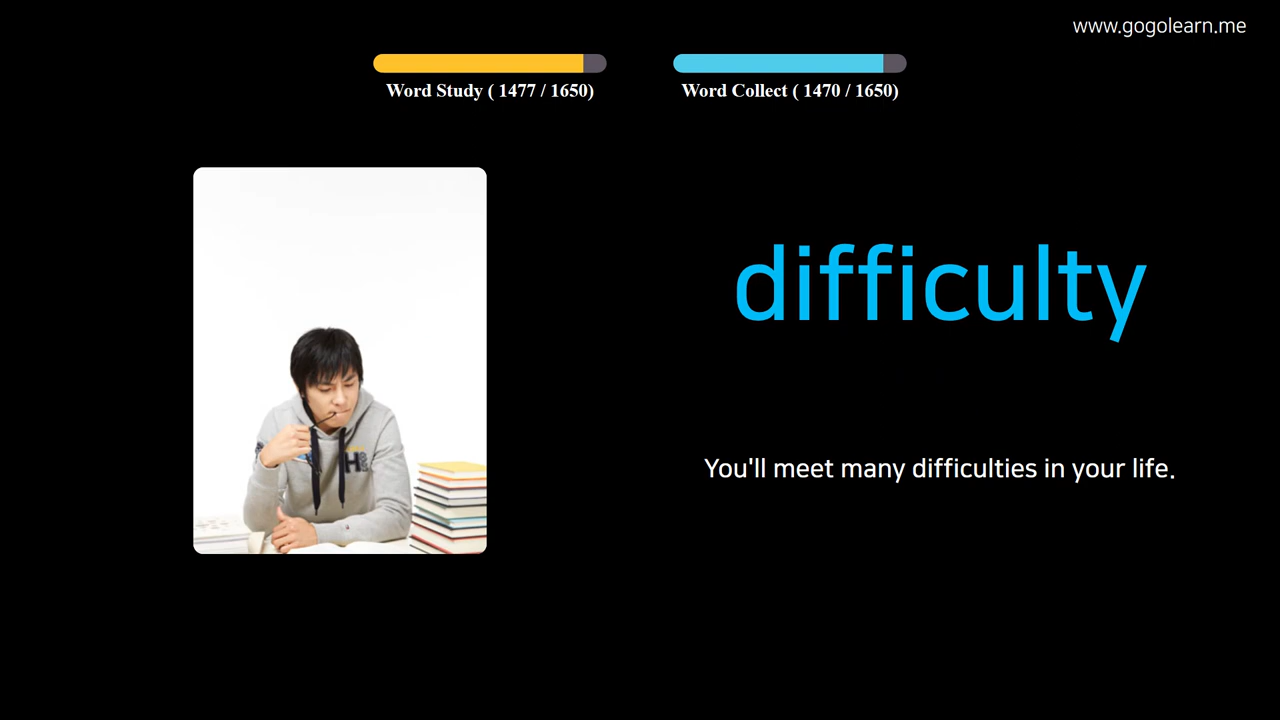 www.gogolearn.me
Word Study ( 1477 / 1650)
Word Collect ( 1470 / 1650)
difficulty
You'll meet many difficulties in your life.
H